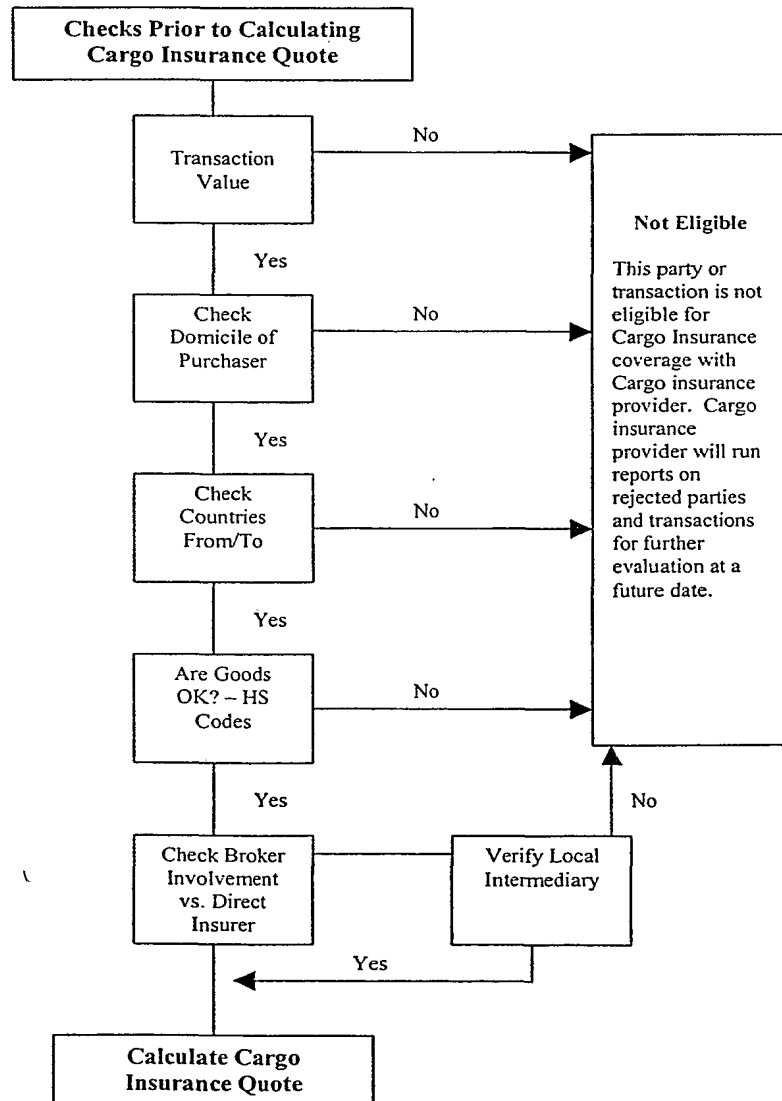 Checks Prior to Calculating
Cargo Insurance Quote
No
Transaction
Value
Yes
Check
Domicile of
Purchaser
No
Yes
Check
Countries
From/To
No
Yes
Are Goods
OK? – HS
Codes
No
Yes
Check Broker
Involvement
vs. Direct
Insurer
Verify Local
Intermediary
No
Yes
Not Eligible
This party or
transaction is not
eligible for
Cargo Insurance
coverage with
Cargo insurance
provider. Cargo
insurance
provider will run
reports on
rejected parties
and transactions
for further
evaluation at a
future date.
Calculate Cargo
Insurance Quote